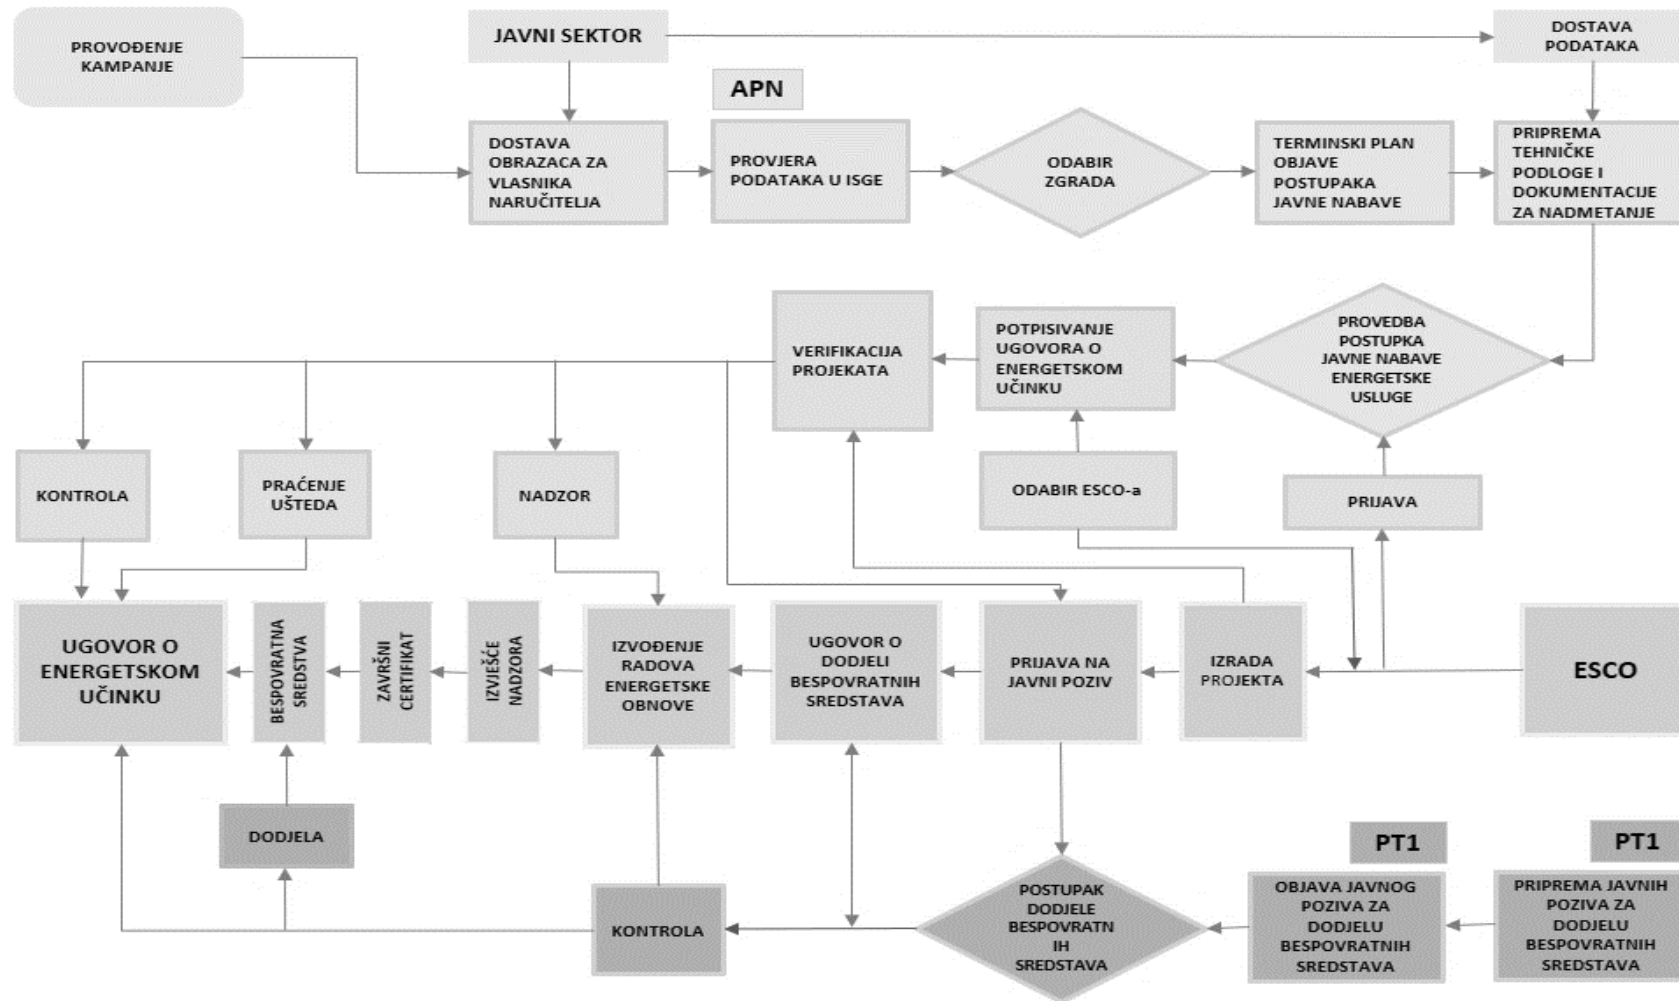 PROVOĐENJE
KAMPANJE
JAVNI SEKTOR
DOSTAVA
PODATAKA
APN
DOSTAVA
OBRAZACA ZA
VLASNIKA
NARUČITELJA
PROVJERA
PODATAKA U ISGE
ODABIR
ZGRADA
TERMINSKI PLAN
OBJAVE
POSTUPAKA
JAVNE NABAVE
PRIPREMA
TEHNIČKE
PODLOGE I
DOKUMENTACIJE
ZA NADMETANJE
VERIFIKACIJA
PROJEKATA
POTPISIVANJE
UGOVORA O
ENERGETSKOM
UČINKU
PROVEDBA
POSTUPKA
JAVNE NABAVE
ENERGETSKE
USLUGE
KONTROLA
PRAĆENJE
UŠTEDA
NADZOR
ODABIR ESCO-a
PRIJAVA
UGOVOR O
ENERGETSKOM
UČINKU
BESPOVRATNA
SREDSTVA
ZAVRŠNI
CERTIFIKAT
IZVJEŠĆE
NADZORA
IZVOĐENJE
RADOVA
ENERGETSKE
OBNOVE
UGOVOR O
DODJELI
BESPOVRATNIH
SREDSTAVA
PRIJAVA NA
JAVNI POZIV
IZRADA
PROJEKTA
ESCO
DODJELA
KONTROLA
POSTUPAK
DODJELE
BESPOVRATN
IH
SREDSTAVA
PT1
OBJAVA JAVNOG
POZIVA ZA
DODJELU
BESPOVRATNIH
SREDSTAVA
PT1
PRIPREMA JAVNIH
POZIVA ZA
DODJELU
BESPOVRATNIH
SREDSTAVA